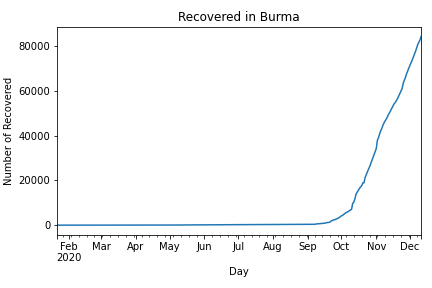 Recovered in Burma
Number of Recovered
80000
60000
40000
20000
0
Feb Mar Apr May Jun Jul Aug Sep Oct Nov Dec
2020
Day